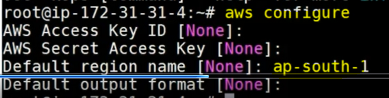 root@ip-172-31-31-4:~# aws configure
AWS Access Key ID [None]:
AWS Secret Access Key [None]:
Default region name [None]: ap-south-1
Default output format [None]: